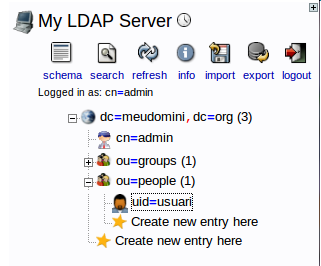 My LDAP Server
schema search refresh info import export logout
Logged in as: cn=admin
dc=meudomini, dc=org (3)
cn=admin
ou=groups (1)
ou=people (1)
uid=usuari
Create new entry here
Create new entry here